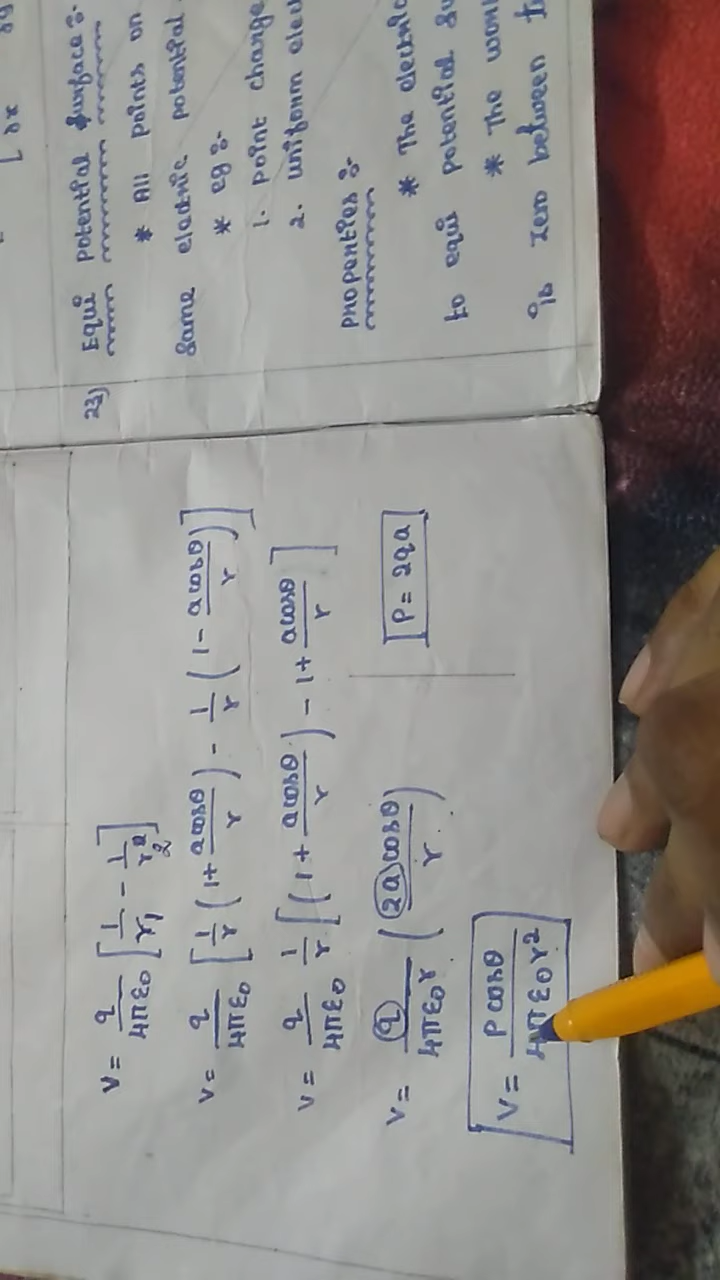 V = q/4πε₀ [1/r₁ - 1/r₂]
V = q/4πε₀ [1/r (1 + acosθ/r) - 1/r (1 - acosθ/r)]
V = q/4πε₀ 1/r [(1 + acosθ/r) - 1 + acosθ/r]
V = q/4πε₀r (2acosθ/r)
P = 2qa
V = Pcosθ/4πε₀r²
23) Equi potential surface :-
* All points on
same electric potential
* eg :-
1. point change
2. uniform elec
Properties :-
* The electric
to equi potential su
* The work
is zero between